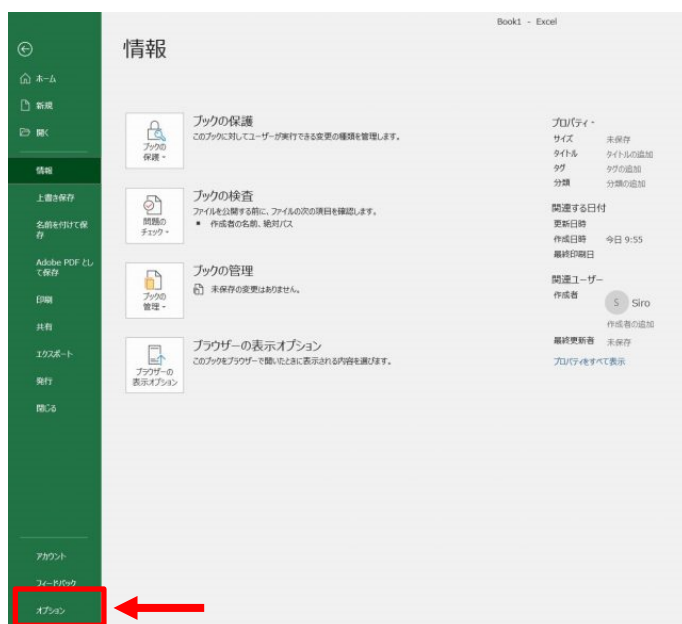 Book1 - Excel
情報
ホーム
新規
開く
情報
上書き保存
名前を付けて保
存
Adobe PDF とし
て保存
印刷
共有
エクスポート
発行
閉じる
アカウント
フィードバック
オプション
ブックの
保護
ブックの保護
このブックに対してユーザーが実行できる変更の種類を管理します。
問題の
チェック
ブックの検査
ファイルを公開する前に、ファイルの次の項目を確認します。
▪ 作成者の名前、絶対パス
ブックの
管理
ブックの管理
未保存の変更はありません。
ブラウザーの
表示オプション
ブラウザーの表示オプション
このブックをブラウザーで開いたときに表示される内容を選びます。
プロパティ
サイズ 未保存
タイトル タイトルの追加
タグ タグの追加
分類 分類の追加
関連する日付
更新日時
作成日時 今日 9:55
最終印刷日
関連ユーザー
作成者 S Siro
作成者の追加
最終更新者 未保存
プロパティをすべて表示